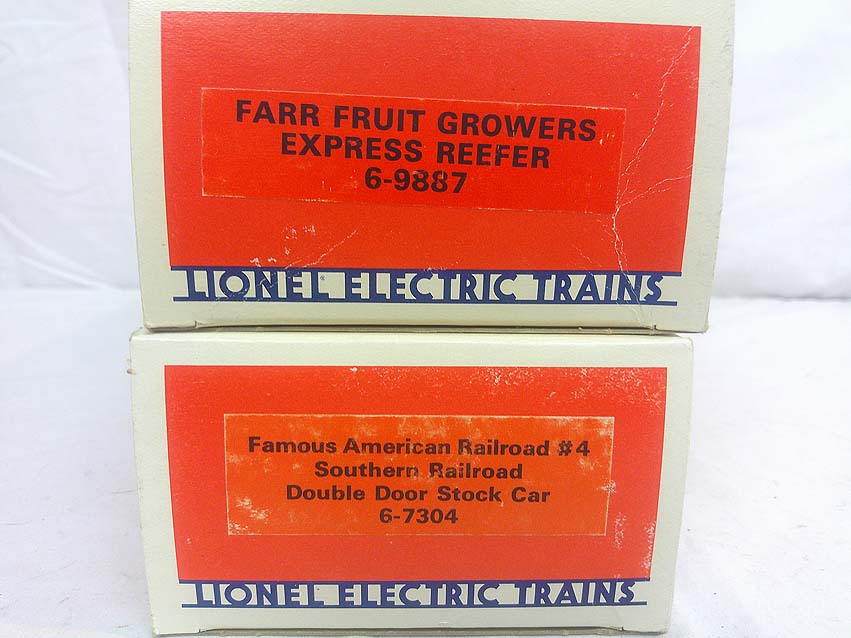 FARR FRUIT GROWERS
EXPRESS REEFER
6-9887
LIONEL® ELECTRIC TRAINS
Famous American Railroad #4
Southern Railroad
Double Door Stock Car
6-7304
LIONEL ELECTRIC TRAINS